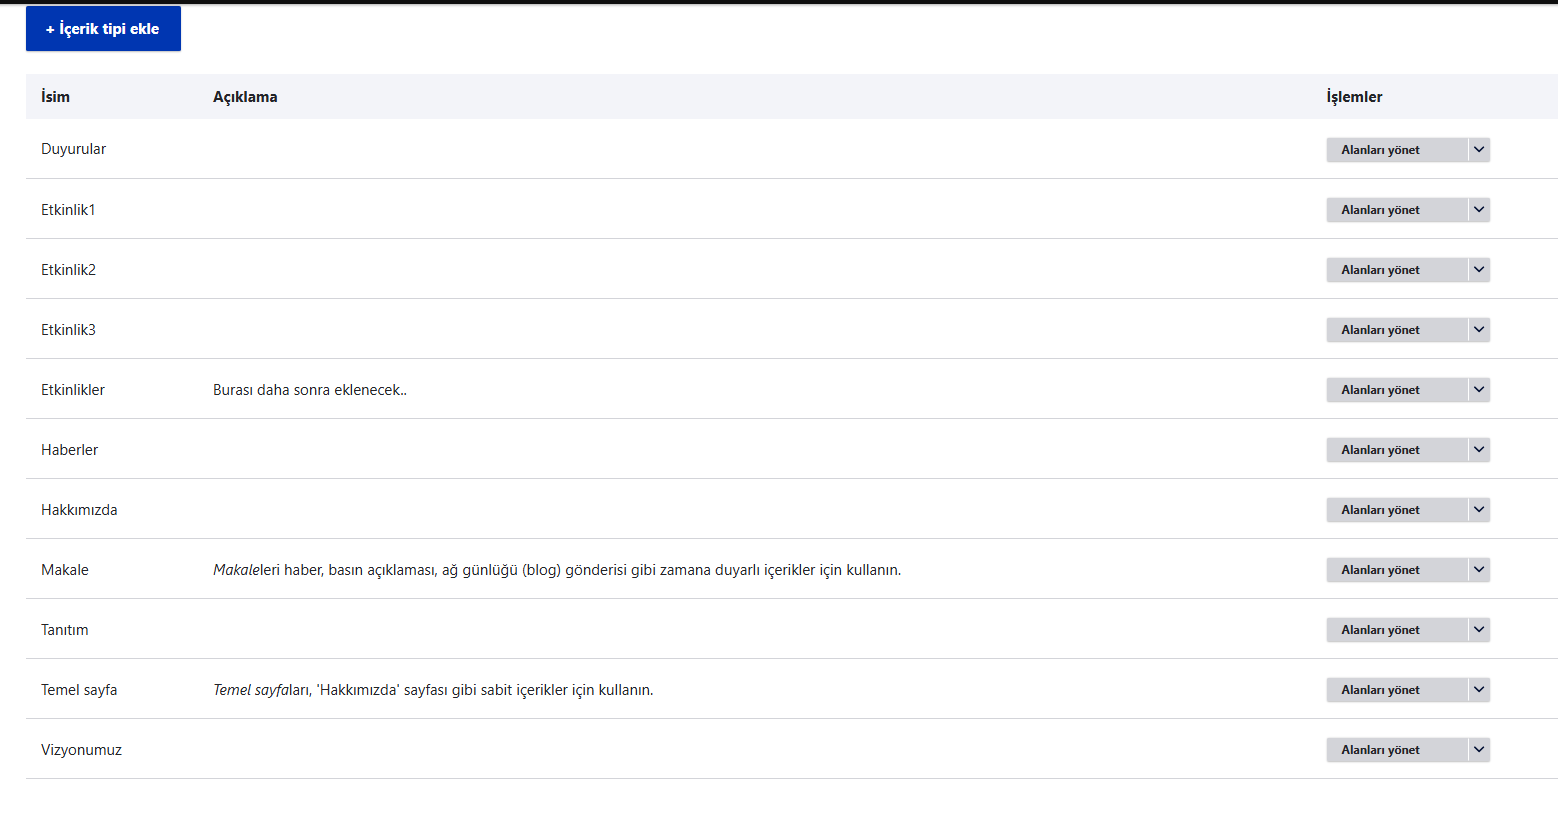 + İçerik tipi ekle
İsim Açıklama İşlemler
Duyurular Alanları yönet
Etkinlik1 Alanları yönet
Etkinlik2 Alanları yönet
Etkinlik3 Alanları yönet
Etkinlikler Burası daha sonra eklenecek.. Alanları yönet
Haberler Alanları yönet
Hakkımızda Alanları yönet
Makale Makaleleri haber, basın açıklaması, ağ günlüğü (blog) gönderisi gibi zamana duyarlı içerikler için kullanın. Alanları yönet
Tanıtım Alanları yönet
Temel sayfa Temel sayfaları, 'Hakkımızda' sayfası gibi sabit içerikler için kullanın. Alanları yönet
Vizyonumuz Alanları yönet